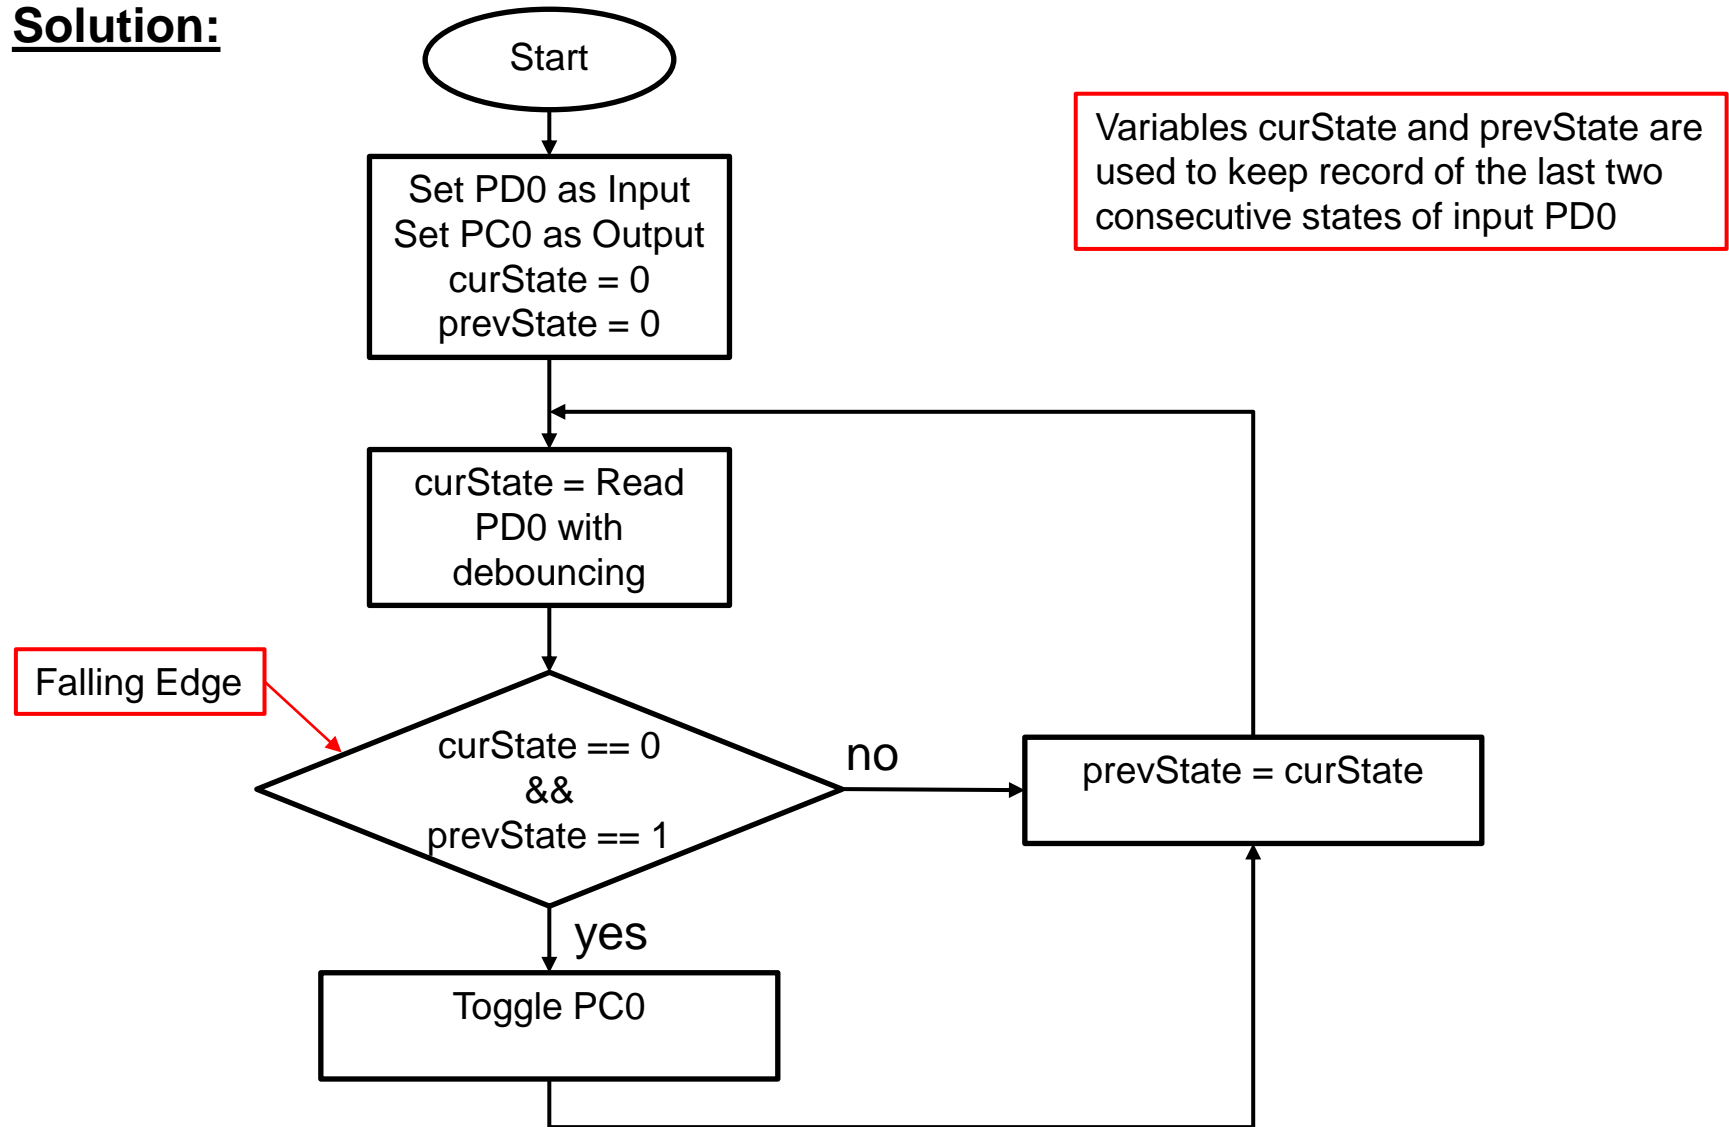 Solution:
Start
Variables curState and prevState are
used to keep record of the last two
consecutive states of input PD0
Set PD0 as Input
Set PC0 as Output
curState = 0
prevState = 0
curState = Read
PD0 with
debouncing
Falling Edge
curState == 0
&&
prevState == 1
no
prevState = curState
yes
Toggle PC0